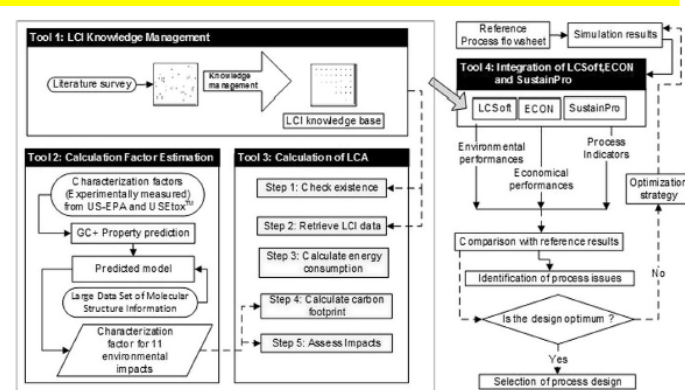 Tool 1: LCI Knowledge Management
Literature survey
Knowledge
management
LCI knowledge base
Tool 2: Calculation Factor Estimation
Characterization factors
(Experimentally measured)
from US-EPA and USEtox™
GC+ Property prediction
Predicted model
Large Data Set of Molecular
Structure Information
Characterization
factor for 11
environmental
impacts
Tool 3: Calculation of LCA
Step 1: Check existence
Step 2: Retrieve LCI data
Step 3: Calculate energy
consumption
Step 4: Calculate carbon
footprint
Step 5: Assess Impacts
Reference
Process flowsheet
Simulation results
Tool 4: Integration of LCSoft,ECON
and SustainPro
LCSoft
ECON
SustainPro
Environmental
performances
Economical
performances
Process
Indicators
Optimization
strategy
Comparison with reference results
Identification of process issues
No
Is the design optimum ?
Yes
Selection of process design